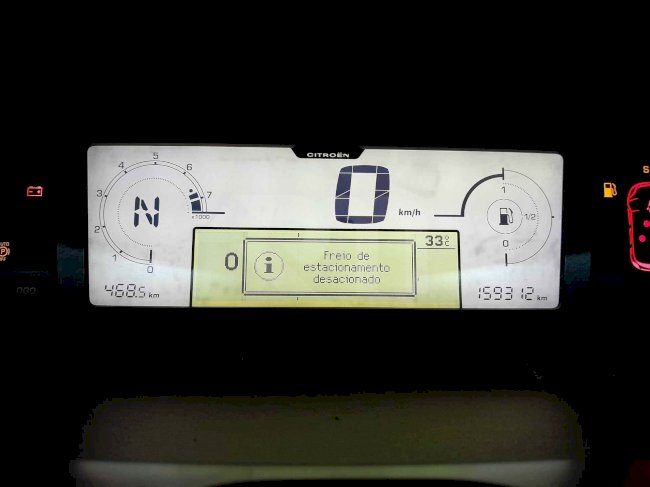 CITROËN
4
5
6
3
7
2
x1000
1
0
N
0 km/h
1
1/2
0
33°C
0
i
Freio de
estacionamento
desacionado
468.5 km
159312 km